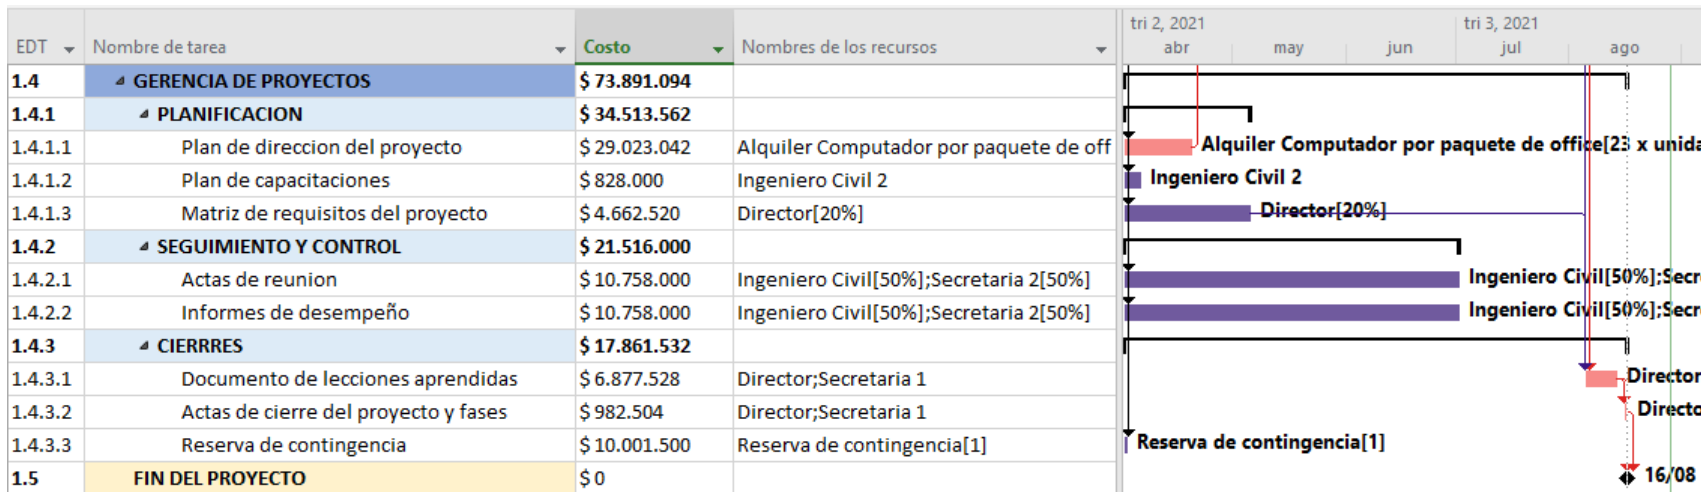 tri 2, 2021 tri 3, 2021
EDT Nombre de tarea Costo Nombres de los recursos abr may jun jul ago
1.4 GERENCIA DE PROYECTOS $ 73.891.094
1.4.1 PLANIFICACION $ 34.513.562
1.4.1.1 Plan de direccion del proyecto $ 29.023.042 Alquiler Computador por paquete de off Alquiler Computador por paquete de office[23 x unida
1.4.1.2 Plan de capacitaciones $ 828.000 Ingeniero Civil 2 Ingeniero Civil 2
1.4.1.3 Matriz de requisitos del proyecto $ 4.662.520 Director[20%] Director[20%]
1.4.2 SEGUIMIENTO Y CONTROL $ 21.516.000
1.4.2.1 Actas de reunion $ 10.758.000 Ingeniero Civil[50%];Secretaria 2[50%] Ingeniero Civil[50%];Secr
1.4.2.2 Informes de desempeño $ 10.758.000 Ingeniero Civil[50%];Secretaria 2[50%] Ingeniero Civil[50%];Secr
1.4.3 CIERRRES $ 17.861.532
1.4.3.1 Documento de lecciones aprendidas $ 6.877.528 Director;Secretaria 1 Director
1.4.3.2 Actas de cierre del proyecto y fases $ 982.504 Director;Secretaria 1 Directo
1.4.3.3 Reserva de contingencia $ 10.001.500 Reserva de contingencia[1] Reserva de contingencia[1]
1.5 FIN DEL PROYECTO $ 0 16/08